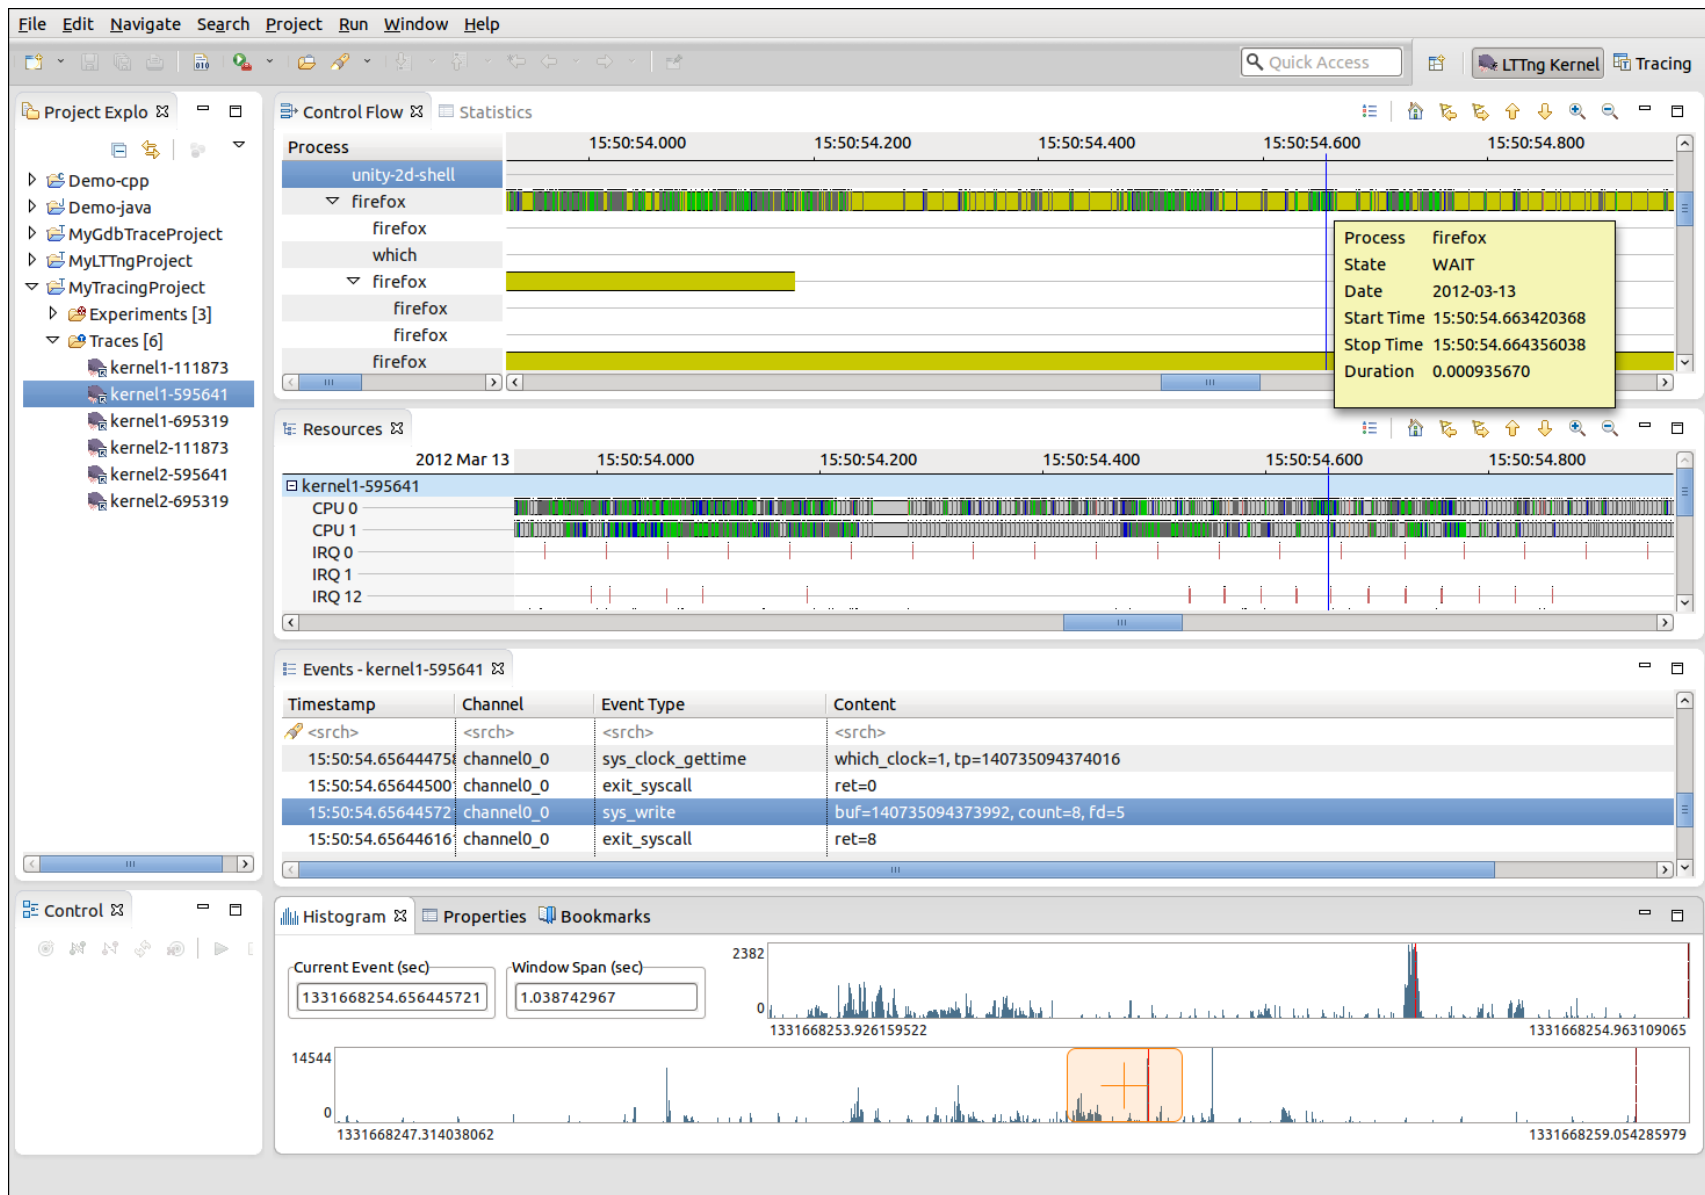 File Edit Navigate Search Project Run Window Help
Quick Access
LTTng Kernel
Tracing
Project Explo
Demo-cpp
Demo-java
MyGdbTraceProject
MyLTTngProject
MyTracingProject
Experiments [3]
Traces [6]
kernel1-111873
kernel1-595641
kernel1-695319
kernel2-111873
kernel2-595641
kernel2-695319
Control
Control Flow
Statistics
Process
15:50:54.000 15:50:54.200 15:50:54.400 15:50:54.600 15:50:54.800
unity-2d-shell
firefox
firefox
which
firefox
firefox
firefox
firefox
Process firefox
State WAIT
Date 2012-03-13
Start Time 15:50:54.663420368
Stop Time 15:50:54.664356038
Duration 0.000935670
Resources
2012 Mar 13 15:50:54.000 15:50:54.200 15:50:54.400 15:50:54.600 15:50:54.800
kernel1-595641
CPU 0
CPU 1
IRQ 0
IRQ 1
IRQ 12
Events - kernel1-595641
Timestamp Channel Event Type Content
<srch> <srch> <srch> <srch>
15:50:54.656444758 channel0_0 sys_clock_gettime which_clock=1, tp=140735094374016
15:50:54.65644500 channel0_0 exit_syscall ret=0
15:50:54.65644572 channel0_0 sys_write buf=140735094373992, count=8, fd=5
15:50:54.65644616 channel0_0 exit_syscall ret=8
Histogram
Properties
Bookmarks
Current Event (sec)
1331668254.656445721
Window Span (sec)
1.038742967
2382
0
1331668253.926159522 1331668254.963109065
14544
0
1331668247.314038062 1331668259.054285979